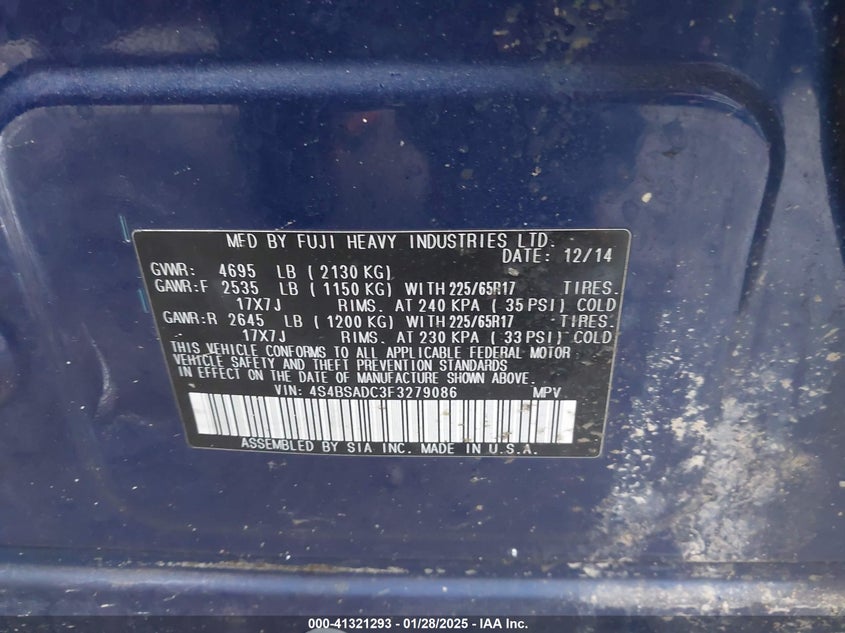 MFD BY FUJI HEAVY INDUSTRIES LTD.
DATE: 12/14
GVWR: 4695 LB ( 2130 KG)
GAWR:F 2535 LB ( 1150 KG) WITH 225/65R17 TIRES.
17X7J RIMS. AT 240 KPA ( 35 PSI) COLD
GAWR:R 2645 LB ( 1200 KG) WITH 225/65R17 TIRES.
17X7J RIMS. AT 230 KPA ( 33 PSI) COLD
THIS VEHICLE CONFORMS TO ALL APPLICABLE FEDERAL MOTOR
VEHICLE SAFETY AND THEFT PREVENTION STANDARDS
IN EFFECT ON THE DATE OF MANUFACTURE SHOWN ABOVE.
VIN: 4S4BSADC3F3279086 MPV
ASSEMBLED BY SIA INC. MADE IN U.S.A.
000-41321293 - 01/28/2025 - IAA Inc.